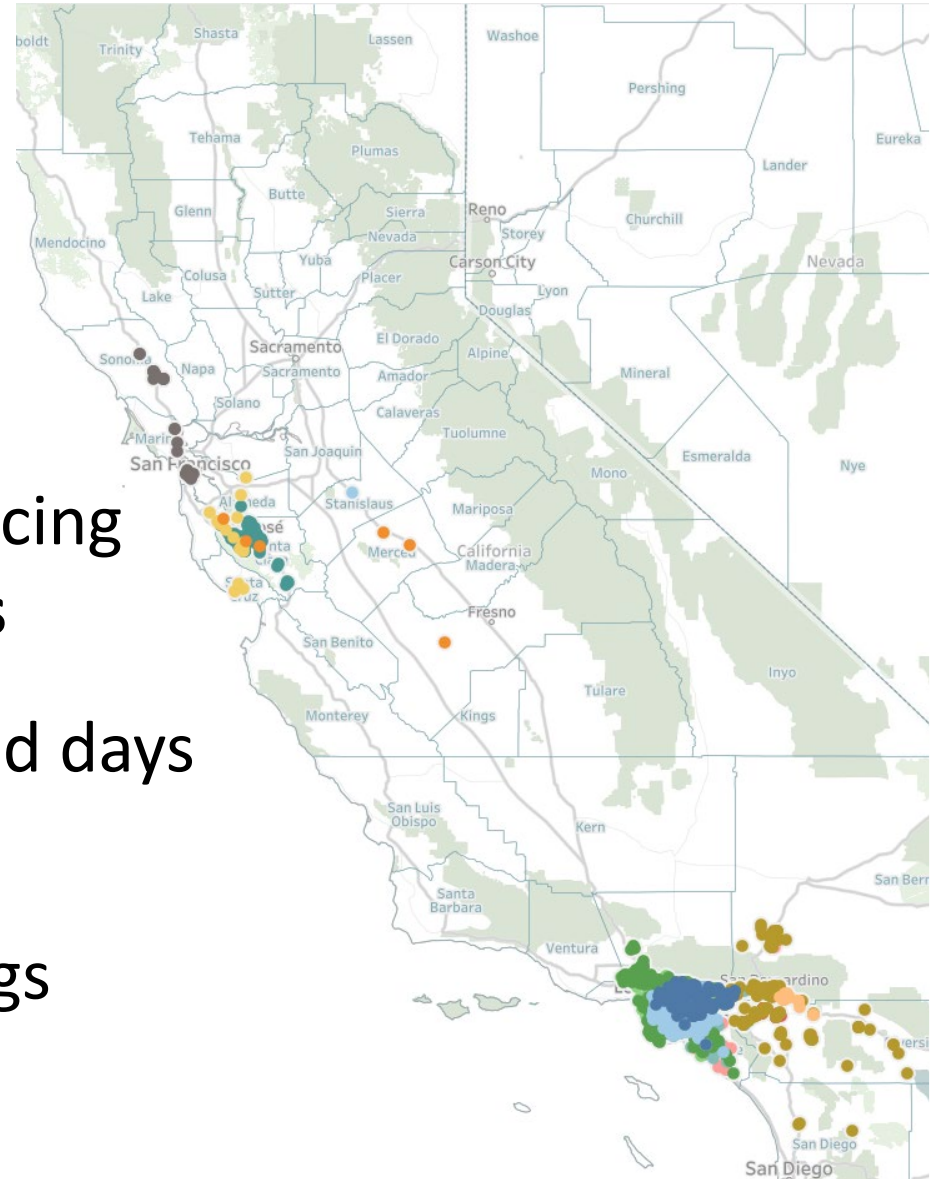 boldt
Trinity
Shasta
Lassen
Washoe
Pershing
Tehama
Plumas
Eureka
Lander
Butte
Glenn
Sierra
Reno
Churchill
Mendocino
Nevada
Storey
Colusa
Yuba
Placer
Carson City
Nevada
Lake
Sutter
Lyon
Douglas
El Dorado
Sacramento
Alpine
Sonoma
Napa
Sacramento
Amador
Mineral
Solano
Calaveras
Marin
Tuolumne
San Francisco
San Joaquin
Esmeralda
Nye
Mono
Alameda
Stanislaus
Mariposa
cing
osé
Merced
California
Madera
s
Santa
Cruz
Fresno
San Benito
Inyo
Tulare
Monterey
Kings
d days
San Luis
Obispo
Kern
San Bern
Santa
Barbara
Ventura
gs
San Bernardino
San Diego
San Diego